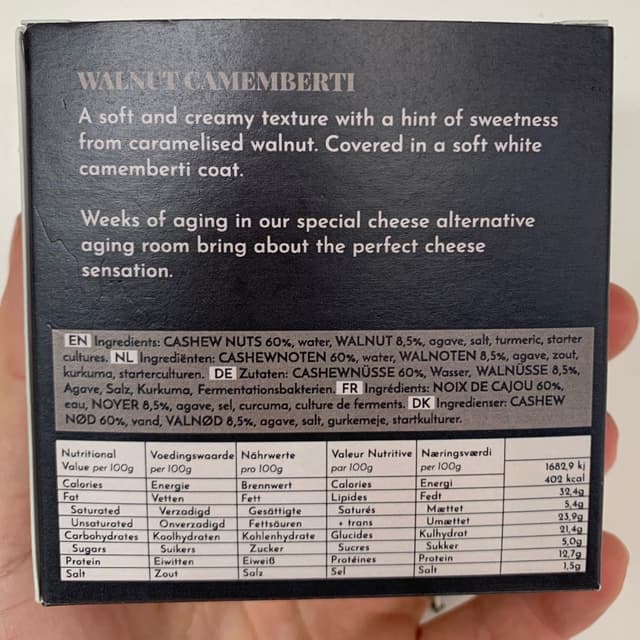 WALNUT CAMEMBERTI
A soft and creamy texture with a hint of sweetness
from caramelised walnut. Covered in a soft white
camemberti coat.
Weeks of aging in our special cheese alternative
aging room bring about the perfect cheese
sensation.
EN Ingredients: CASHEW NUTS 60%, water, WALNUT 8,5%, agave, salt, turmeric, starter
cultures. NL Ingrediënten: CASHEWNOTEN 60%, water, WALNOTEN 8,5%, agave, zout,
kurkuma, starterculturen. DE Zutaten: CASHEWNÜSSE 60%, Wasser, WALNÜSSE 8,5%,
Agave, Salz, Kurkuma, Fermentationsbakterien. FR Ingrédients: NOIX DE CAJOU 60%,
eau, NOYER 8,5%, agave, sel, curcuma, culture de ferments. DK Ingredienser: CASHEW
NØD 60%, vand, VALNØD 8,5%, agave, salt, gurkemeje, startkulturer.
Nutritional Voedingswaarde Nährwerte Valeur Nutritive Næringsværdi
Value per 100g per 100g pro 100g par 100g per 100g 1682,9 kj
Calories Energie Brennwert Calories Energi 402 kcal
Fat Vetten Fett Lipides Fedt 32,4g
Saturated Verzadigd Gesättigte Saturés Mættet 5,4g
Unsaturated Onverzadigd Fettsäuren + trans Umættet 23,9g
Carbohydrates Koolhydraten Kohlenhydrate Glucides Kulhydrat 21,4g
Sugars Suikers Zucker Sucres Sukker 5,0g
Protein Eiwitten Eiweiß Protéines Protein 12,7g
Salt Zout Salz Sel Salt 1,5g